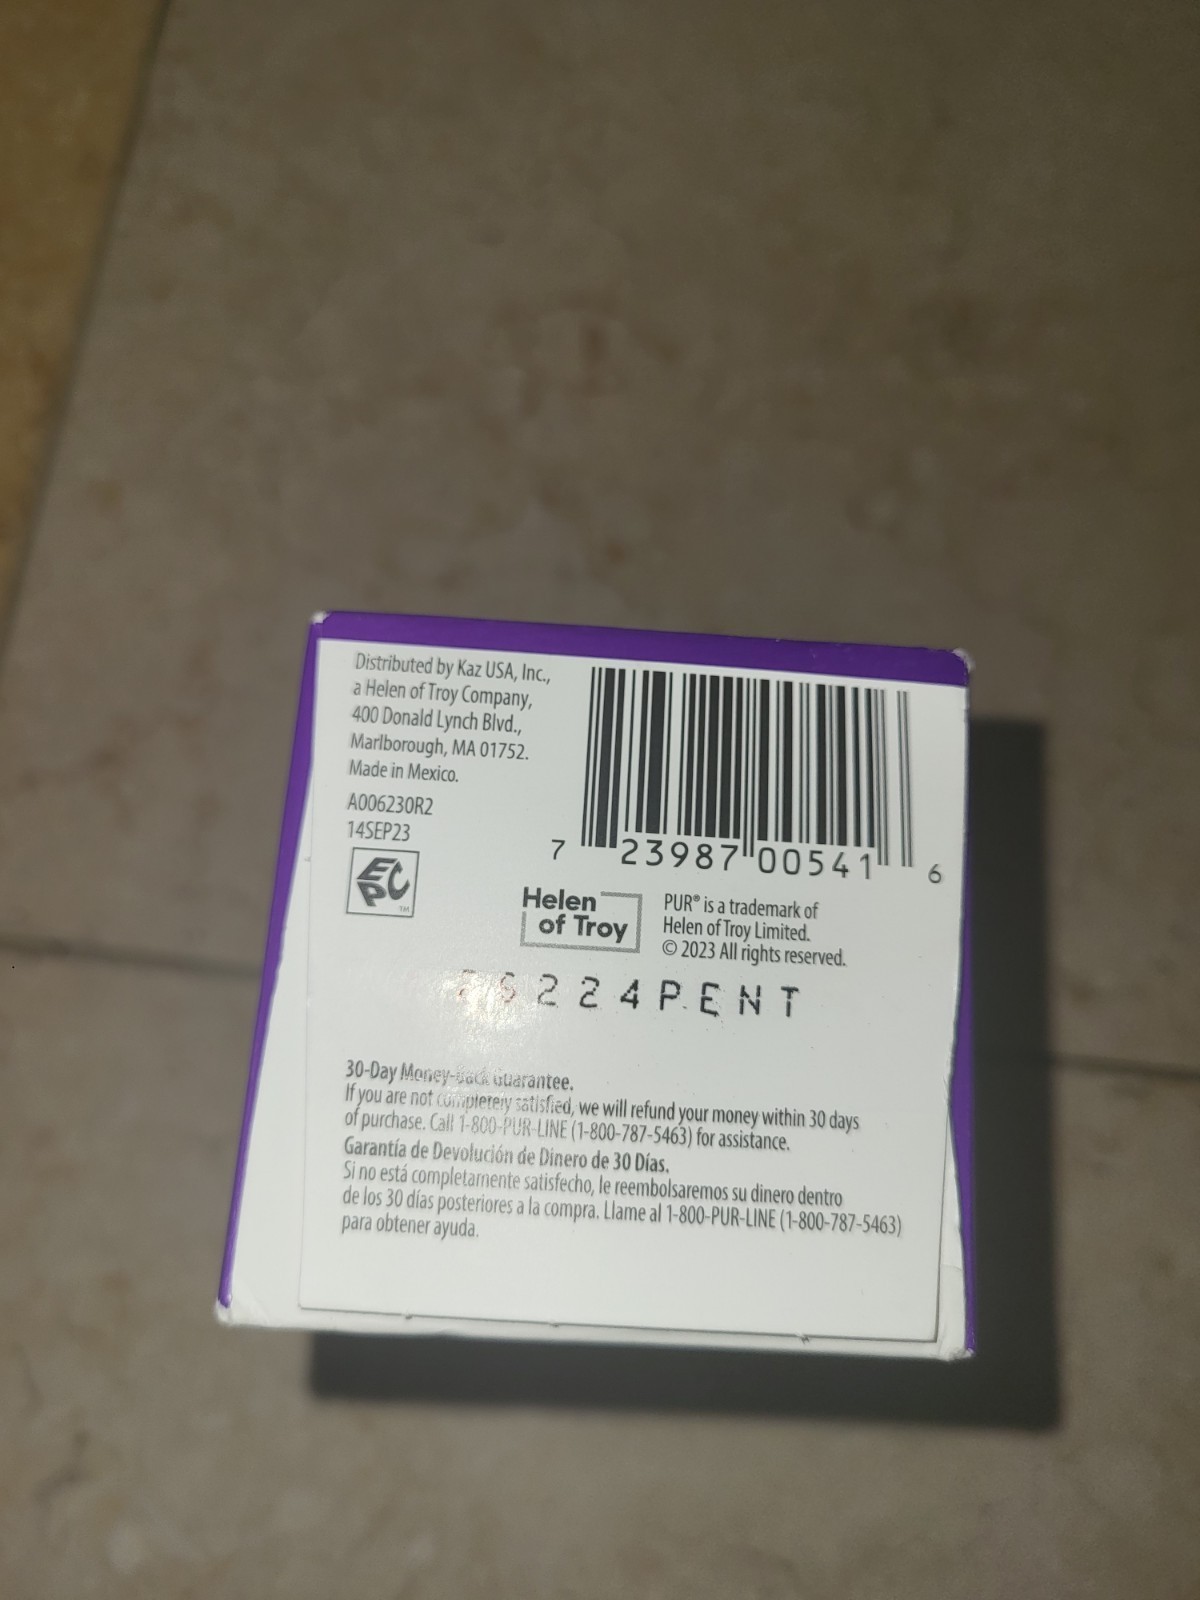 Distributed by Kaz USA, Inc.,
a Helen of Troy Company,
400 Donald Lynch Blvd.,
Marlborough, MA 01752.
Made in Mexico.
A006230R2
14SEP23
ECP™
7 23987 00541 6
Helen
of Troy
PUR® is a trademark of
Helen of Troy Limited.
© 2023 All rights reserved.
224PENT
30-Day Money-Back Guarantee.
If you are not completely satisfied, we will refund your money within 30 days
of purchase. Call 1-800-PUR-LINE (1-800-787-5463) for assistance.
Garantía de Devolución de Dinero de 30 Días.
Si no está completamente satisfecho, le reembolsaremos su dinero dentro
de los 30 días posteriores a la compra. Llame al 1-800-PUR-LINE (1-800-787-5463)
para obtener ayuda.